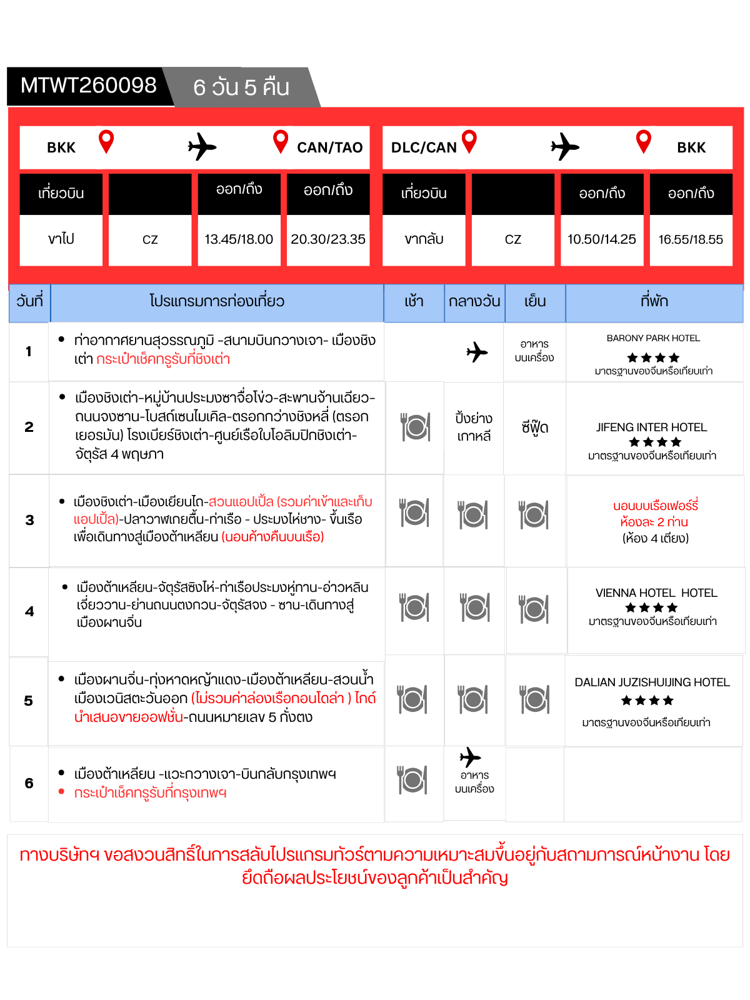 MTWT260098
6 วัน 5 คืน
BKK
CAN/TAO
DLC/CAN
BKK
เที่ยวบิน
ออก/ถึง
ออก/ถึง
เที่ยวบิน
ออก/ถึง
ออก/ถึง
ขาไป
CZ
13.45/18.00
20.30/23.35
ขากลับ
CZ
10.50/14.25
16.55/18.55
วันที่
โปรแกรมการท่องเที่ยว
เช้า
กลางวัน
เย็น
ที่พัก
1
• ท่าอากาศยานสุวรรณภูมิ -สนามบินกวางเจา- เมืองชิง
เต่า กระเป๋าเช็คทรูรับที่ชิงเต่า
อาหาร
บนเครื่อง
BARONY PARK HOTEL
มาตรฐานของจีนหรือเทียบเท่า
2
• เมืองชิงเต่า-หมู่บ้านประมงซาจื่อโข่ว-สะพานจ้านเฉียว-
ถนนจงซาน-โบสถ์เซนไมเคิล-ตรอกกว่างชิงหลี่ (ตรอก
เยอรมัน) โรงเบียร์ชิงเต่า-ศูนย์เรือใบโอลิมปิกชิงเต่า-
จัตุรัส 4 พฤษภา
ปิ้งย่าง
เกาหลี
ซีฟู๊ด
JIFENG INTER HOTEL
มาตรฐานของจีนหรือเทียบเท่า
3
• เมืองชิงเต่า-เมืองเยียนไถ-สวนแอปเปิ้ล (รวมค่าเข้าและเก็บ
แอปเปิ้ล)-ปลาวาฬเกยตื้น-ท่าเรือ - ประมงไห่ชาง- ขึ้นเรือ
เพื่อเดินทางสู่เมืองต้าเหลียน (นอนค้างคืนบนเรือ)
นอนบบเรือเฟอร์รี่
ห้องละ 2 ท่าน
(ห้อง 4 เตียง)
4
• เมืองต้าเหลียน-จัตุรัสซิงไห่-ท่าเรือประมงหู่ทาน-อ่าวหลิน
เจี่ยววาน-ย่านถนนตงกวน-จัตุรัสจง - ซาน-เดินทางสู่
เมืองผานจิ่น
VIENNA HOTEL HOTEL
มาตรฐานของจีนหรือเทียบเท่า
5
• เมืองผานจิ่น-ทุ่งหาดหญ้าแดง-เมืองต้าเหลียน-สวนน้ำ
เมืองเวนิสตะวันออก (ไม่รวมค่าล่องเรือกอนโดล่า ) ไกด์
นำเสนอขายออฟชั่น-ถนนหมายเลข 5 กั่งตง
DALIAN JUZISHUIJING HOTEL
มาตรฐานของจีนหรือเทียบเท่า
6
• เมืองต้าเหลียน -แวะกวางเจา-บินกลับกรุงเทพฯ
• กระเป๋าเช็คทรูรับที่กรุงเทพฯ
อาหาร
บนเครื่อง
ทางบริษัทฯ ขอสงวนสิทธิ์ในการสลับโปรแกรมทัวร์ตามความเหมาะสมขึ้นอยู่กับสถามการณ์หน้างาน โดย
ยึดถือผลประโยชน์ของลูกค้าเป็นสำคัญ